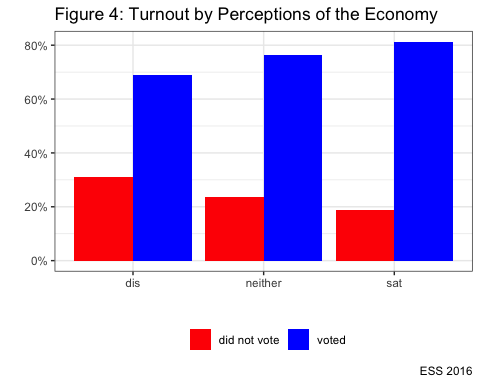 Figure 4: Turnout by Perceptions of the Economy
80%
60%
40%
20%
0%
dis neither sat
did not vote voted
ESS 2016